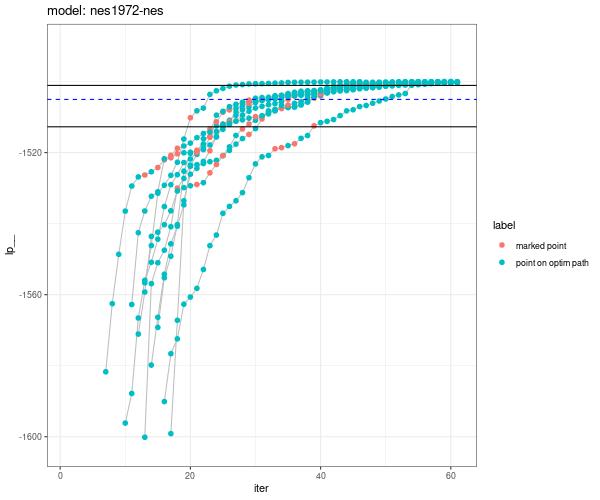 model: nes1972-nes
lp__
-1520
-1560
-1600
0
20
40
60
iter
label
marked point
point on optim path